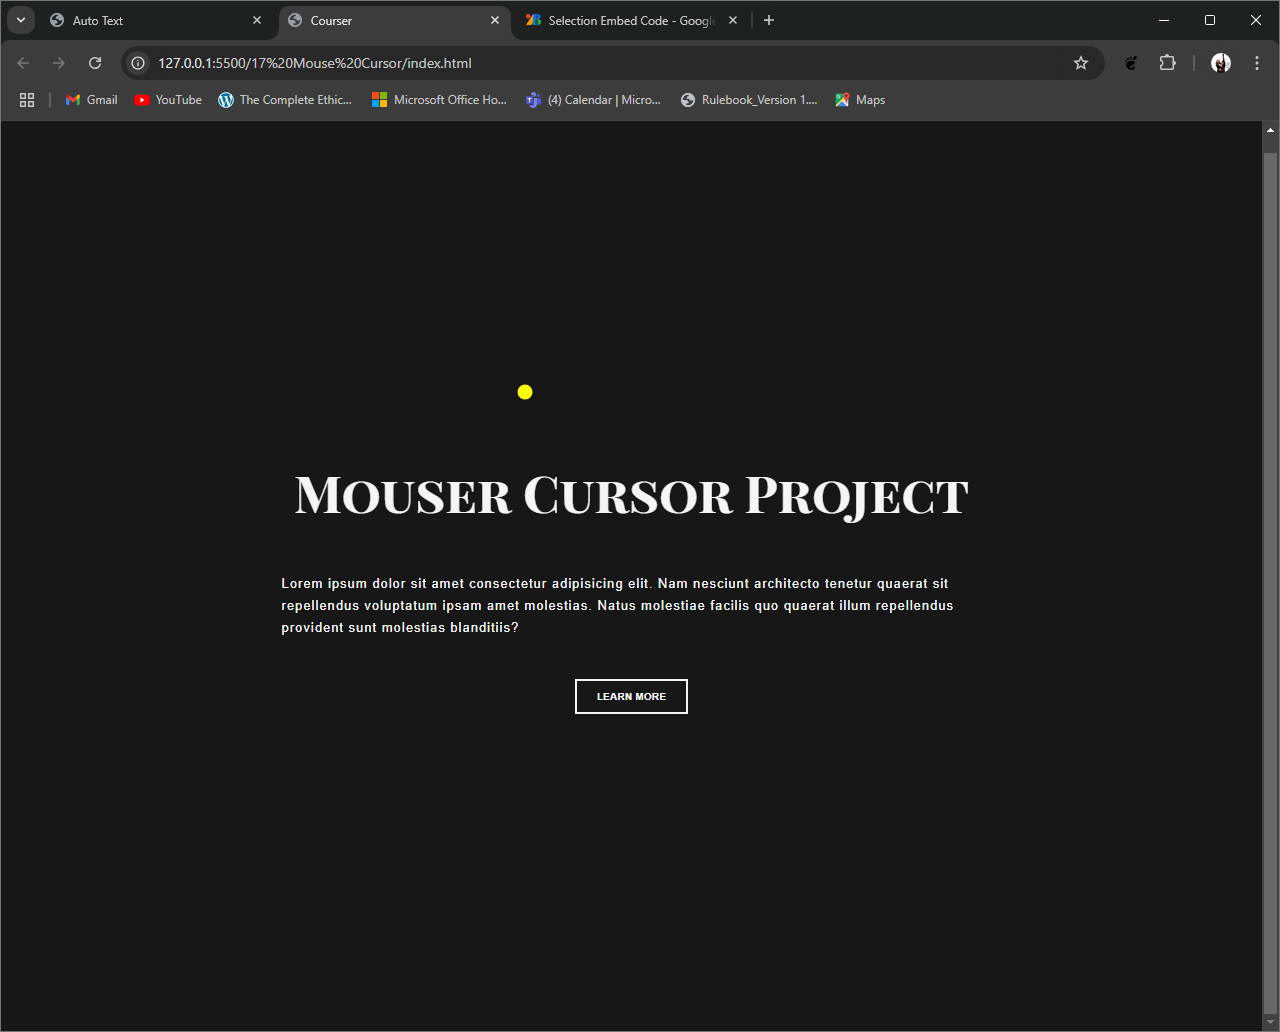 Auto Text
Courser
Selection Embed Code - Google
127.0.0.1:5500/17%20Mouse%20Cursor/index.html
Gmail
YouTube
The Complete Ethic...
Microsoft Office Ho...
(4) Calendar | Micro...
Rulebook_Version 1....
Maps
Mouser Cursor Project
Lorem ipsum dolor sit amet consectetur adipisicing elit. Nam nesciunt architecto tenetur quaerat sit
repellendus voluptatum ipsam amet molestias. Natus molestiae facilis quo quaerat illum repellendus
provident sunt molestias blanditiis?
LEARN MORE